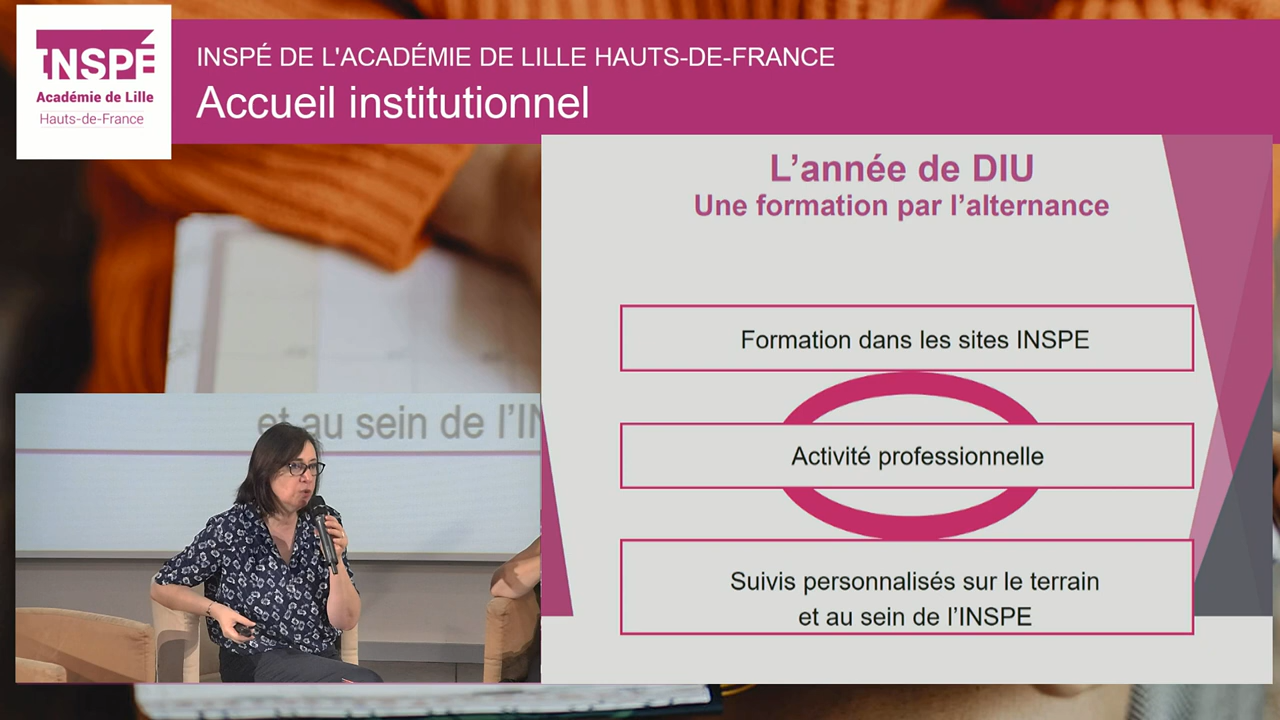 INSPÉ
Académie de Lille
Hauts-de-France
INSPÉ DE L'ACADÉMIE DE LILLE HAUTS-DE-FRANCE
Accueil institutionnel
L'année de DIU
Une formation par l'alternance
Formation dans les sites INSPE
Activité professionnelle
Suivis personnalisés sur le terrain
et au sein de l'INSPE
et au sein de l'IN